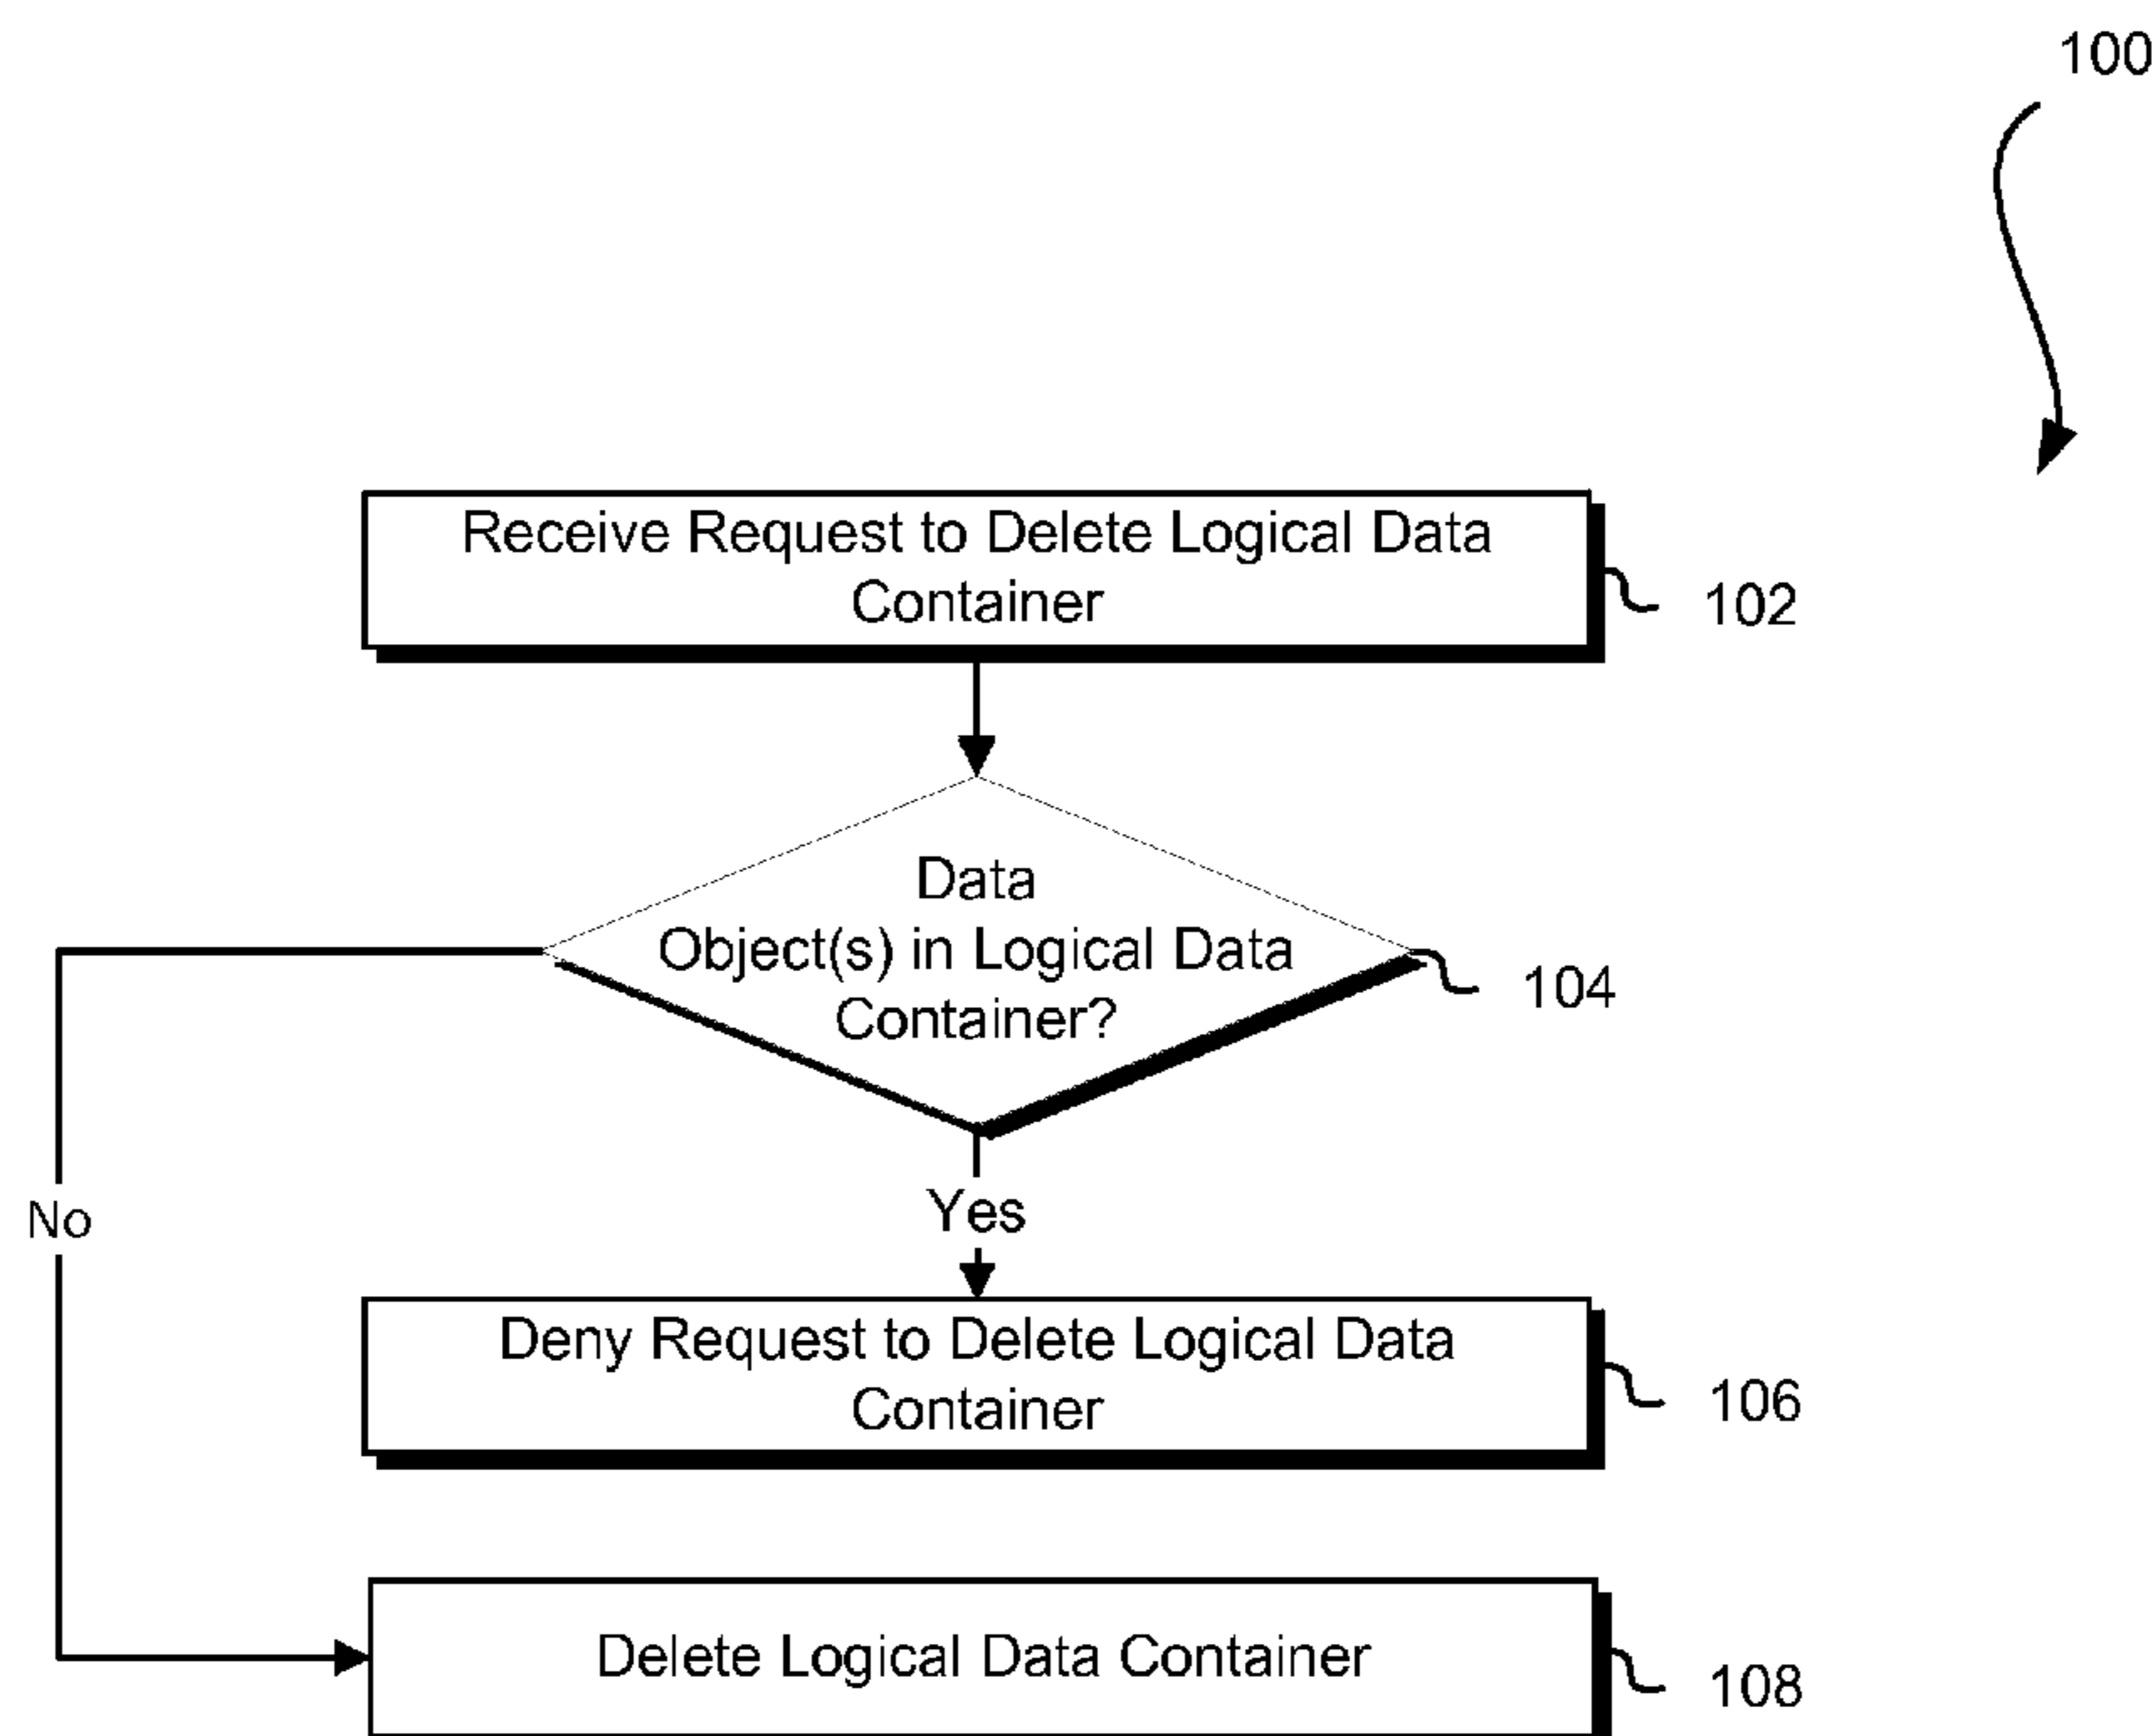 100
Receive Request to Delete Logical Data
Container
102
Data
Object(s) in Logical Data
Container?
104
No
Yes
Deny Request to Delete Logical Data
Container
106
Delete Logical Data Container
108